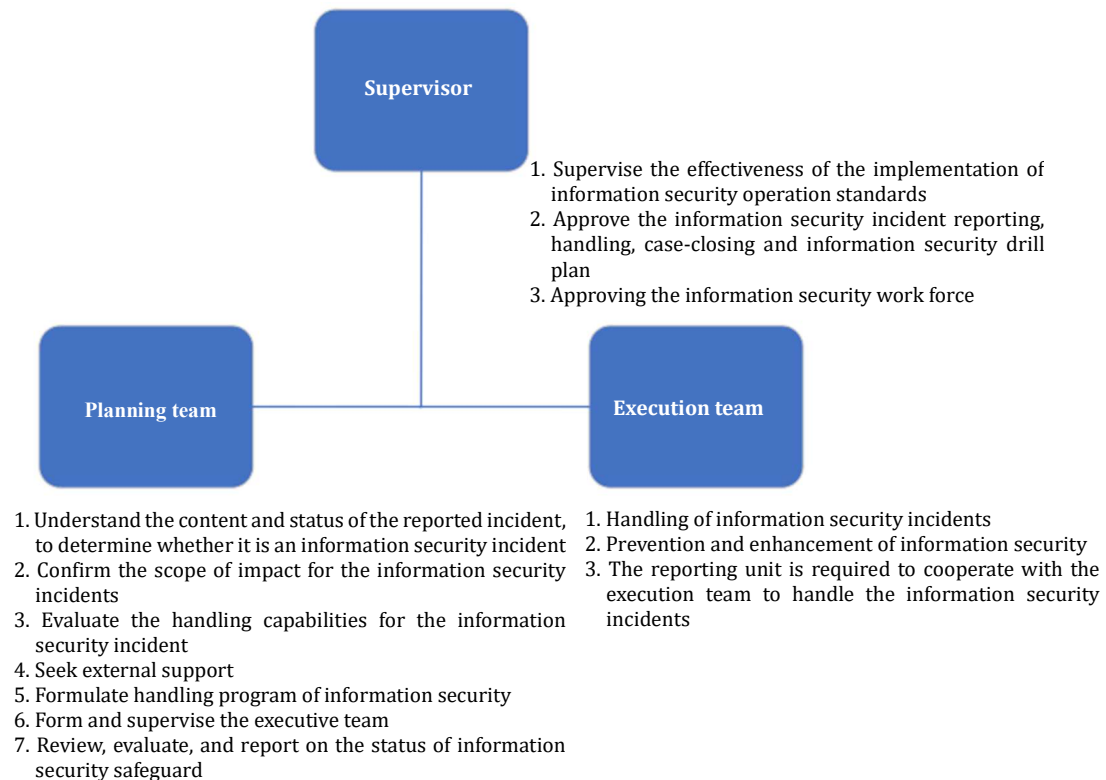 Supervisor
1. Supervise the effectiveness of the implementation of
information security operation standards
2. Approve the information security incident reporting,
handling, case-closing and information security drill
plan
3. Approving the information security work force
Planning team
Execution team
1. Understand the content and status of the reported incident,
to determine whether it is an information security incident
2. Confirm the scope of impact for the information security
incidents
3. Evaluate the handling capabilities for the information
security incident
4. Seek external support
5. Formulate handling program of information security
6. Form and supervise the executive team
7. Review, evaluate, and report on the status of information
security safeguard
1. Handling of information security incidents
2. Prevention and enhancement of information security
3. The reporting unit is required to cooperate with the
execution team to handle the information security
incidents